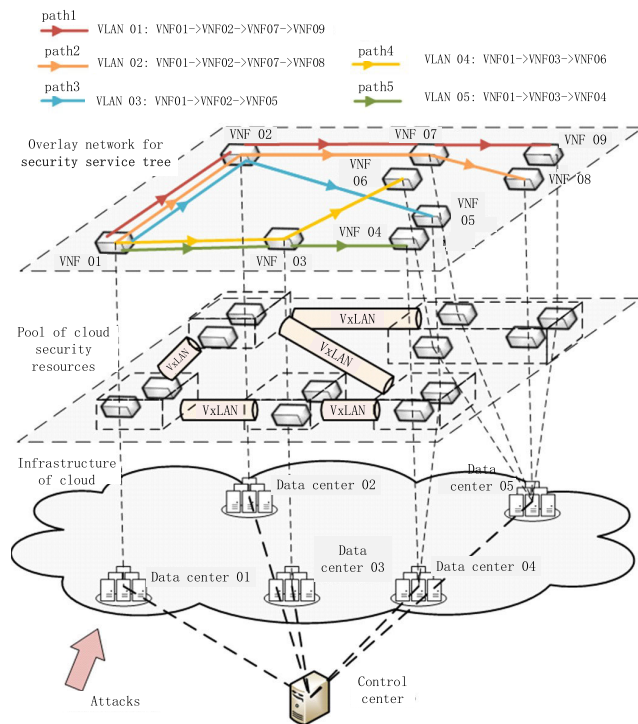 path1
VLAN 01: VNF01->VNF02->VNF07->VNF09
path2
VLAN 02: VNF01->VNF02->VNF07->VNF08
path3
VLAN 03: VNF01->VNF02->VNF05
path4
VLAN 04: VNF01->VNF03->VNF06
path5
VLAN 05: VNF01->VNF03->VNF04
Overlay network for
security service tree
VNF 02
VNF 07
VNF 09
VNF
06
VNF 08
VNF
05
VNF 04
VNF 01
VNF 03
Pool of cloud
security
resources
VxLAN
VxLAN
VxLAN
VxLAN
VxLAN
Infrastructure
of cloud
Data center 02
Data
center 05
Data center 01
Data
center 03
Data center 04
Attacks
Control
center